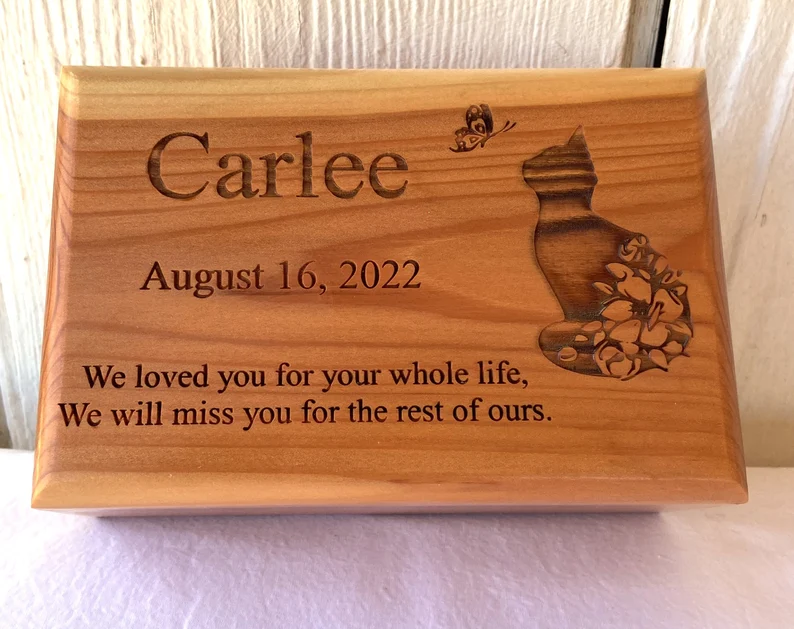 Carlee
August 16, 2022
We loved you for your whole life,
We will miss you for the rest of ours.